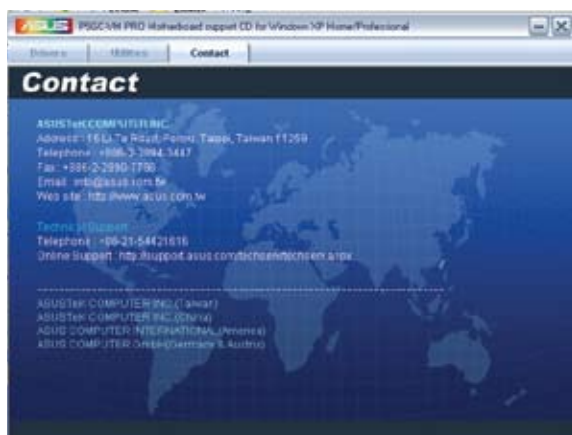 ASUS P5GC-VM PRO Motherboard support CD for Windows XP Home/Professional
Drivers Utilities Contact
Contact
ASUSTeK COMPUTER INC.
Address : 15 Li-Te Road, Peitou, Taipei, Taiwan 11259
Telephone : +886-2-2894-3447
Fax : +886-2-2890-7798
Email : info@asus.com.tw
Web site : http://www.asus.com.tw
Technical Support
Telephone : +86-21-54421616
Online Support : http://support.asus.com/techserv/techserv.aspx
ASUSTeK COMPUTER INC.(Taiwan)
ASUSTeK COMPUTER INC.(China)
ASUS COMPUTER INTERNATIONAL(America)
ASUS COMPUTER GmbH(Germany & Austria)